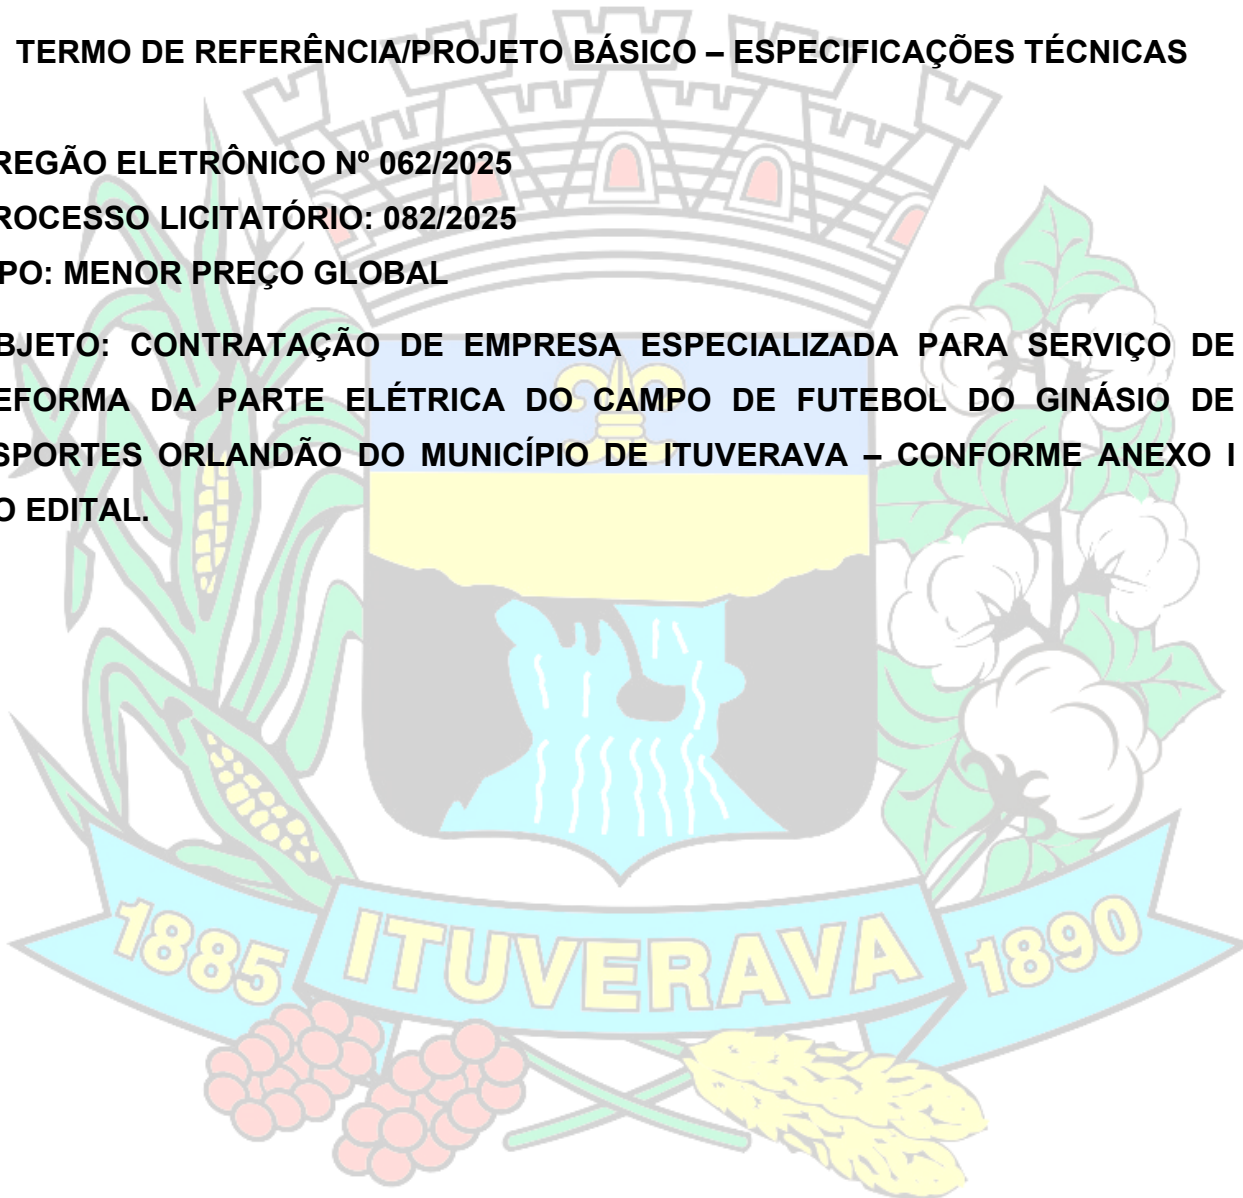 TERMO DE REFERÊNCIA/PROJETO BÁSICO – ESPECIFICAÇÕES TÉCNICAS
REGÃO ELETRÔNICO Nº 062/2025
ROCESSO LICITATÓRIO: 082/2025
PO: MENOR PREÇO GLOBAL
BJETO: CONTRATAÇÃO DE EMPRESA ESPECIALIZADA PARA SERVIÇO DE
EFORMA DA PARTE ELÉTRICA DO CAMPO DE FUTEBOL DO GINÁSIO DE
SPORTES ORLANDÃO DO MUNICÍPIO DE ITUVERAVA – CONFORME ANEXO I
O EDITAL.
1885 ITUVERAVA 1890